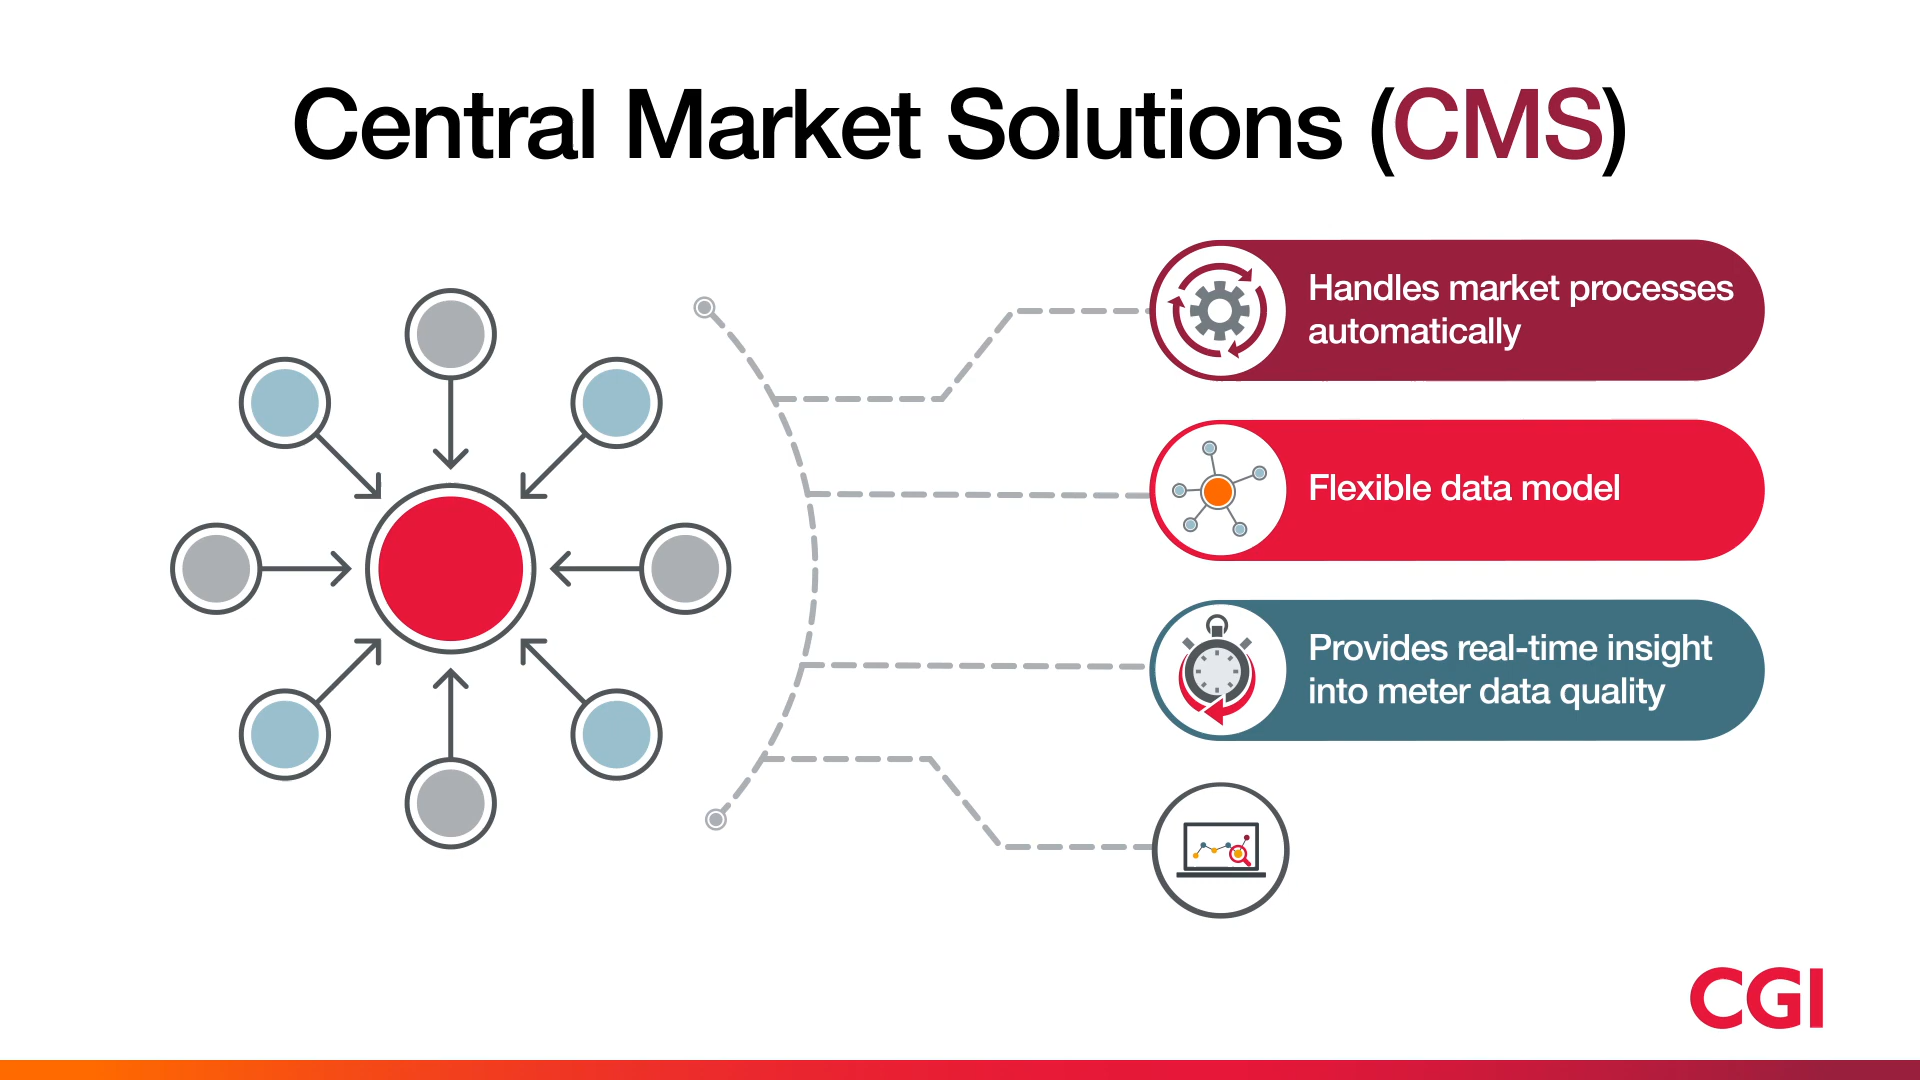 Central Market Solutions (CMS)
Handles market processes
automatically
Flexible data model
Provides real-time insight
into meter data quality
CGI